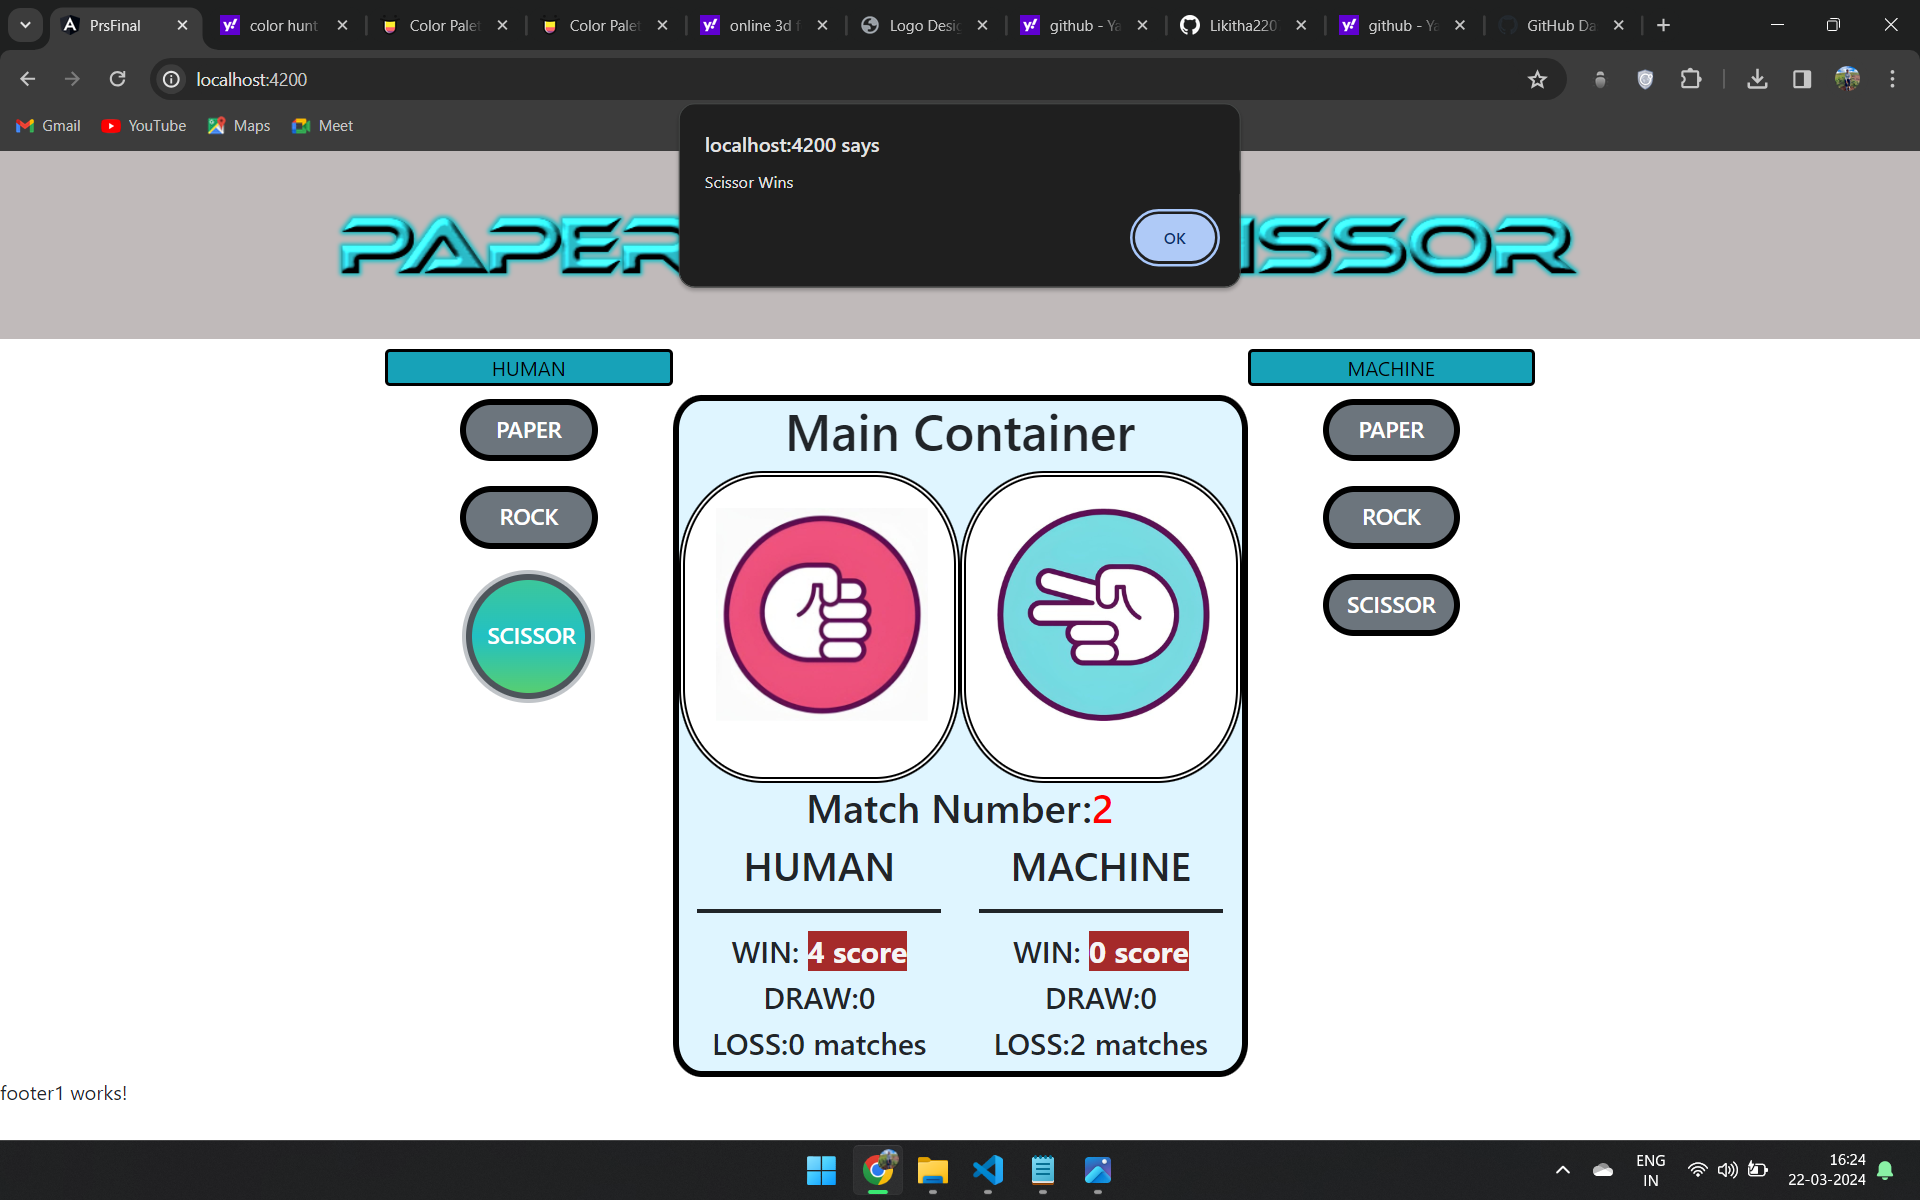 PrsFinal
color hunt
Color Palet
Color Palet
online 3d f
Logo Desig
github - Ya
Likitha220
github - Ya
GitHub Da
localhost:4200
Gmail
YouTube
Maps
Meet
localhost:4200 says
Scissor Wins
OK
PAPER
ISSOR
HUMAN
MACHINE
PAPER
ROCK
SCISSOR
Main Container
PAPER
ROCK
SCISSOR
Match Number:2
HUMAN
MACHINE
WIN: 4 score
WIN: 0 score
DRAW:0
DRAW:0
LOSS:0 matches
LOSS:2 matches
footer1 works!
ENG
IN
16:24
22-03-2024